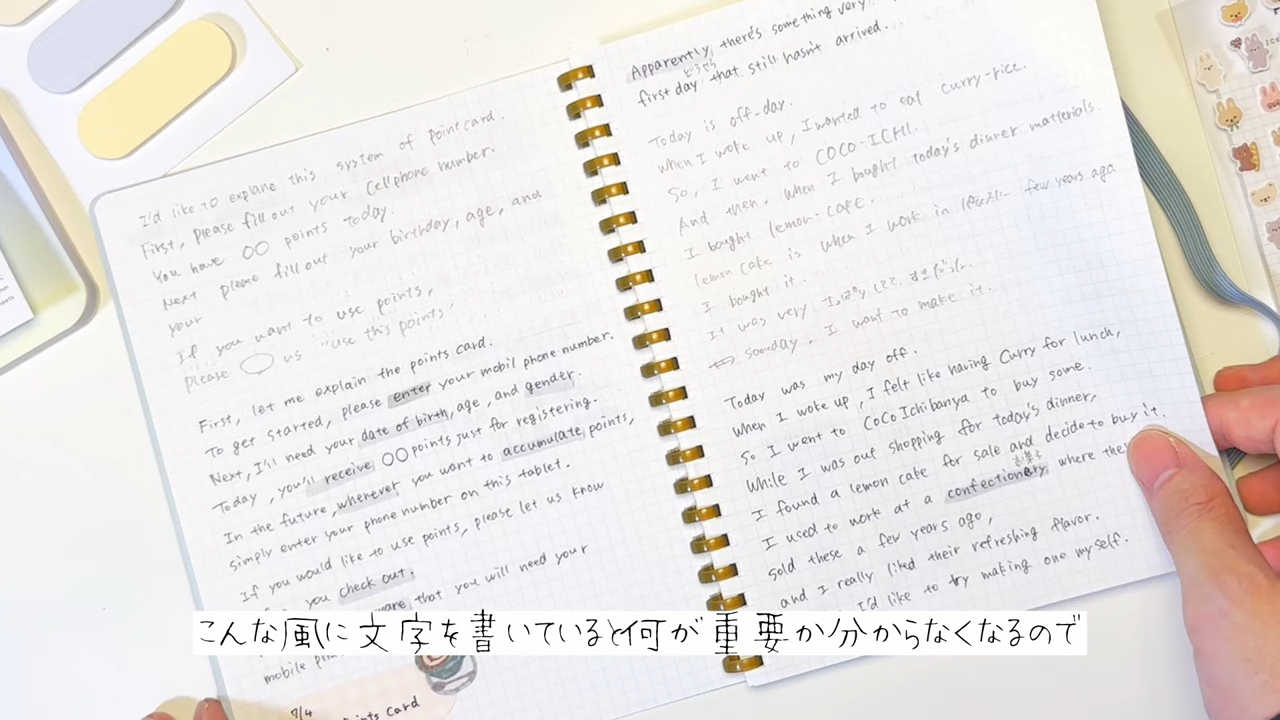 I'd like to explane this system of pointcard.
First, please fill out your Cellphone number.
You have 〇〇 points today.
Next please fill out your birthday, age, and
your
If you want to use points,
please 〇 us "use this points,
First, let me explain the points card.
To get started, please enter your mobil phone number.
Next, I'll need your date of birth, age, and gender.
Today, you'll receive 〇〇 points just for registering.
In the future, whenever you want to accumulate points,
simply enter your phone number on this tablet.
If you would like to use points, please let us know
you check out.
that you will need your
mobile
7/4
Points card
Apparently, there's something very
どうやら
first day that still hasn't arrived.
Today is off-day.
when I woke up, I wanted to eat curry-rice.
So, I went to COCO-ICHI.
And then, when I bought today's dinner materials.
I bought lemon-cake.
lemon cake is when I work in few years ago
I bought it.
It was very
someday. I want to make it.
Today was my day off.
When I woke up, I felt like having Curry for lunch,
so I went to CoCo Ichibanya to buy some.
While I was out shopping for today's dinner,
I found a lemon cake for sale and decide to buy it.
お菓子
I used to work at a confectionery, where they
sold these a few years ago,
and I really liked their refreshing flavor.
I'd like to try making one myself.
こんな風に文字を書いていると何が重要か分からなくなるので